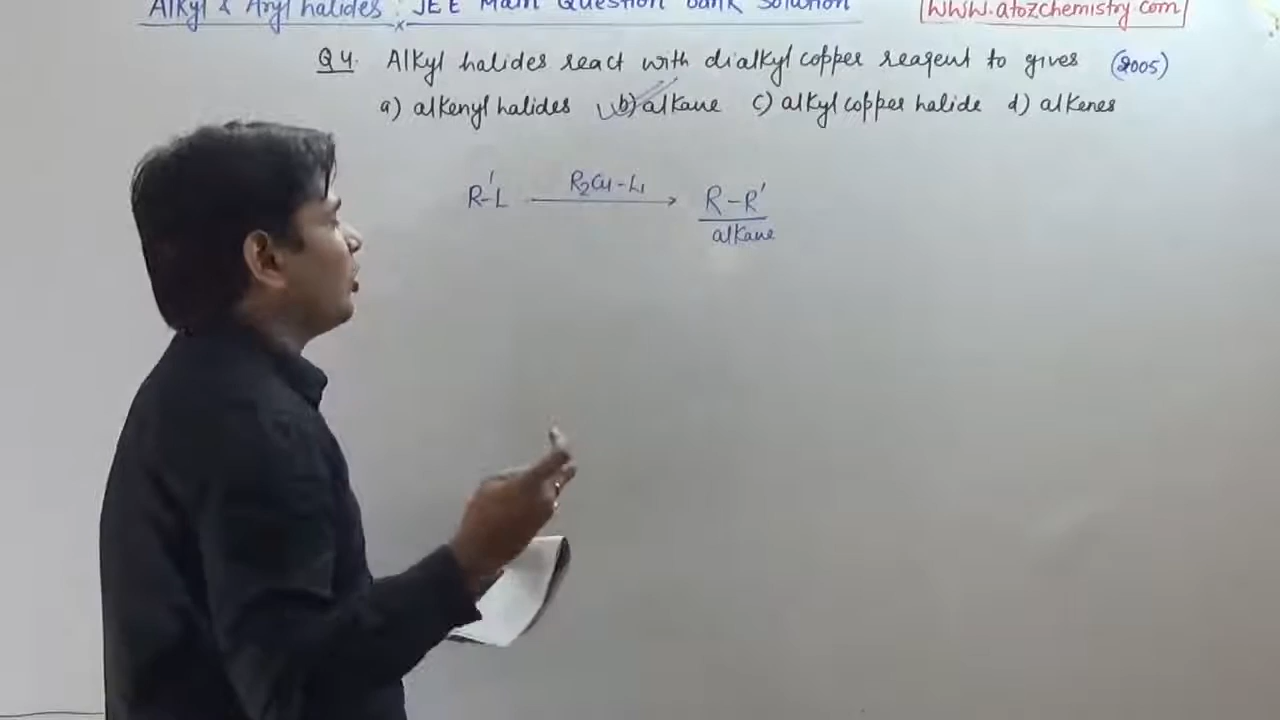 Alkyl & Aryl halides : JEE Main Question bank Solution
www.atozchemistry.com
Q4. Alkyl halides react with dialkyl copper reagent to gives (2005)
a) alkenyl halides b) alkane c) alkyl copper halide d) alkenes
R'-L R2Cu-Li R-R'
alkane